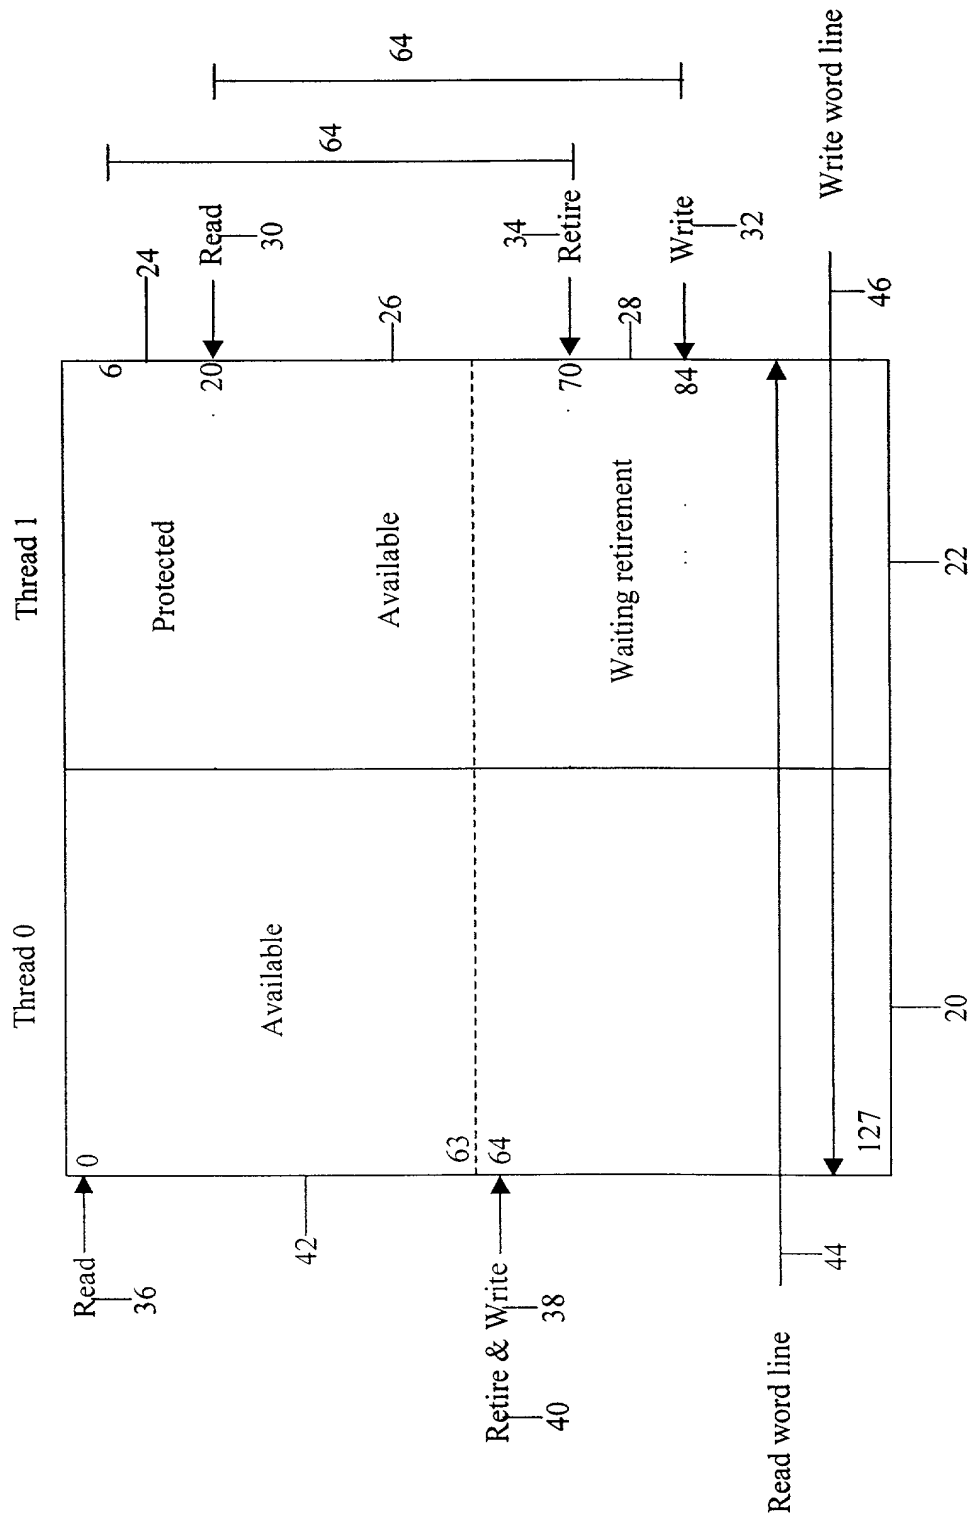 Thread 0
Thread 1
Read
36
0
42
Available
63
64
Retire & Write
40
38
127
Read word line
44
20
Protected
6
24
20
Read
30
64
64
Available
26
70
34
Retire
Waiting retirement
28
84
Write
32
Write word line
46
22